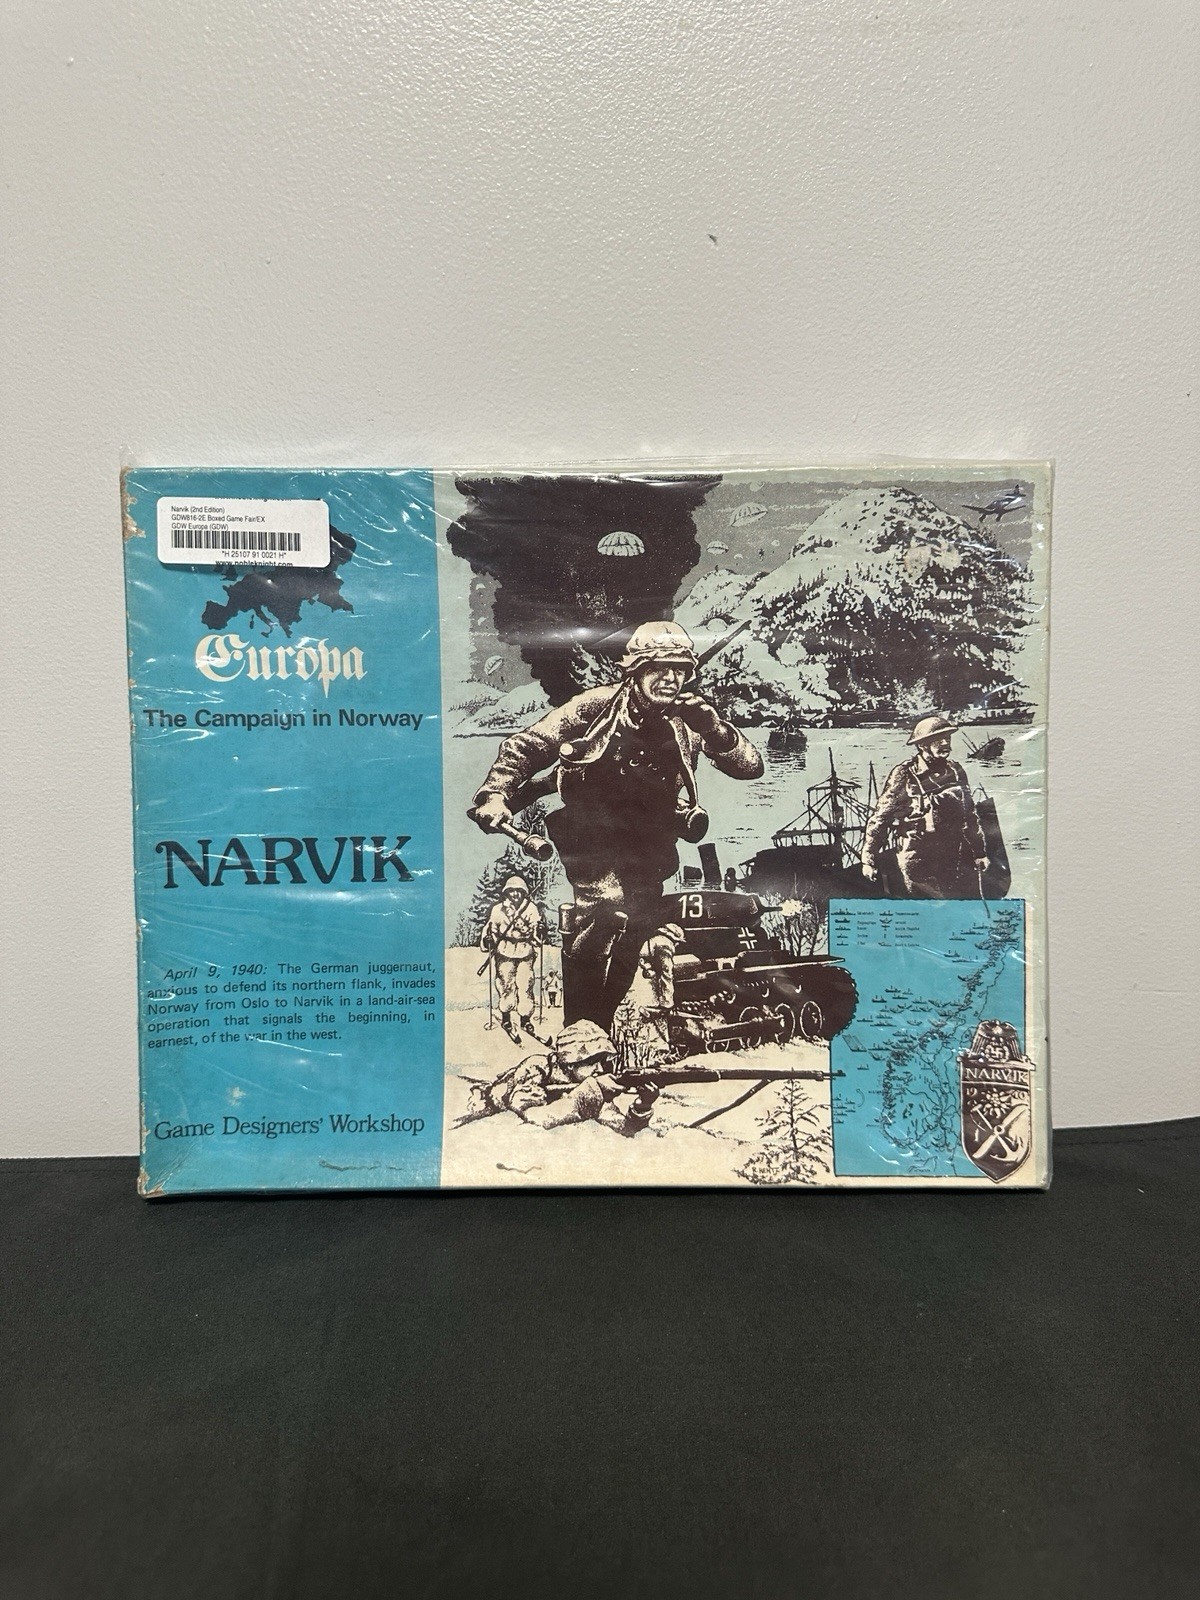 Narvik (2nd Edition)
GDW816-2E Boxed Game Fair/EX
GDW Europa (GDW)
*H 25107 91 0021 H*
www.nobleknight.com
Europa
The Campaign in Norway
NARVIK
April 9, 1940: The German juggernaut,
anxious to defend its northern flank, invades
Norway from Oslo to Narvik in a land-air-sea
operation that signals the beginning, in
earnest, of the war in the west.
Game Designers' Workshop
13
NARVIK
19 40